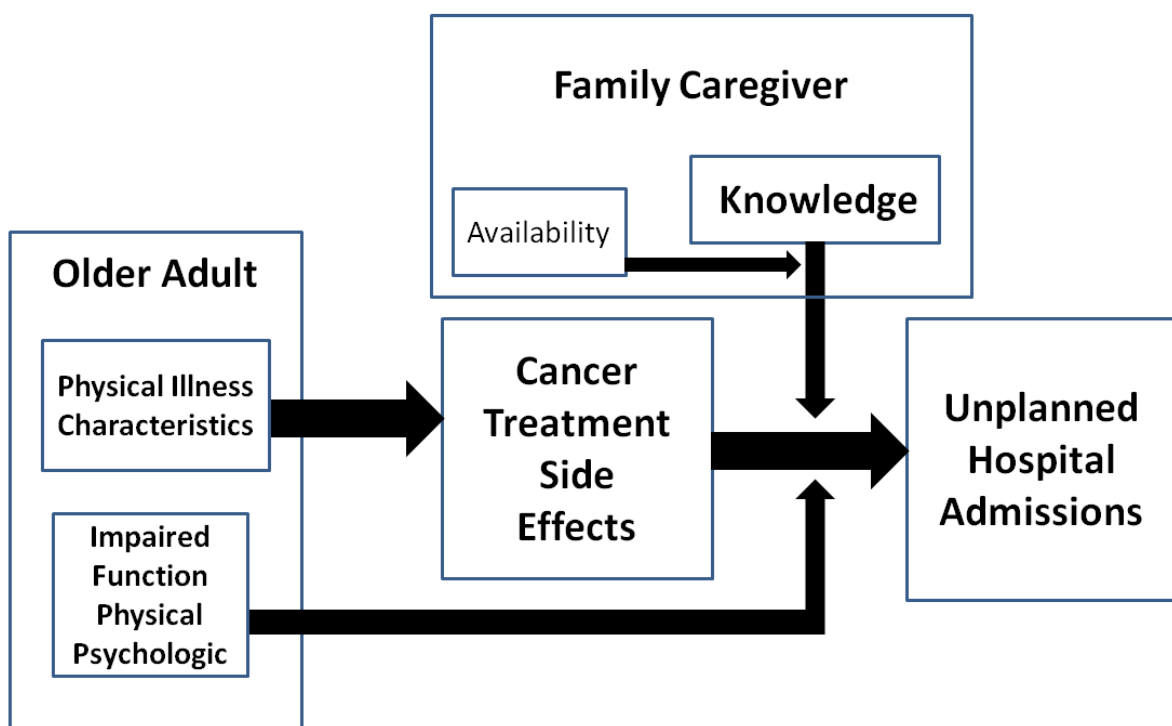 Family Caregiver
Knowledge
Availability
Older Adult
Physical Illness
Characteristics
Impaired
Function
Physical
Psychologic
Cancer
Treatment
Side
Effects
Unplanned
Hospital
Admissions